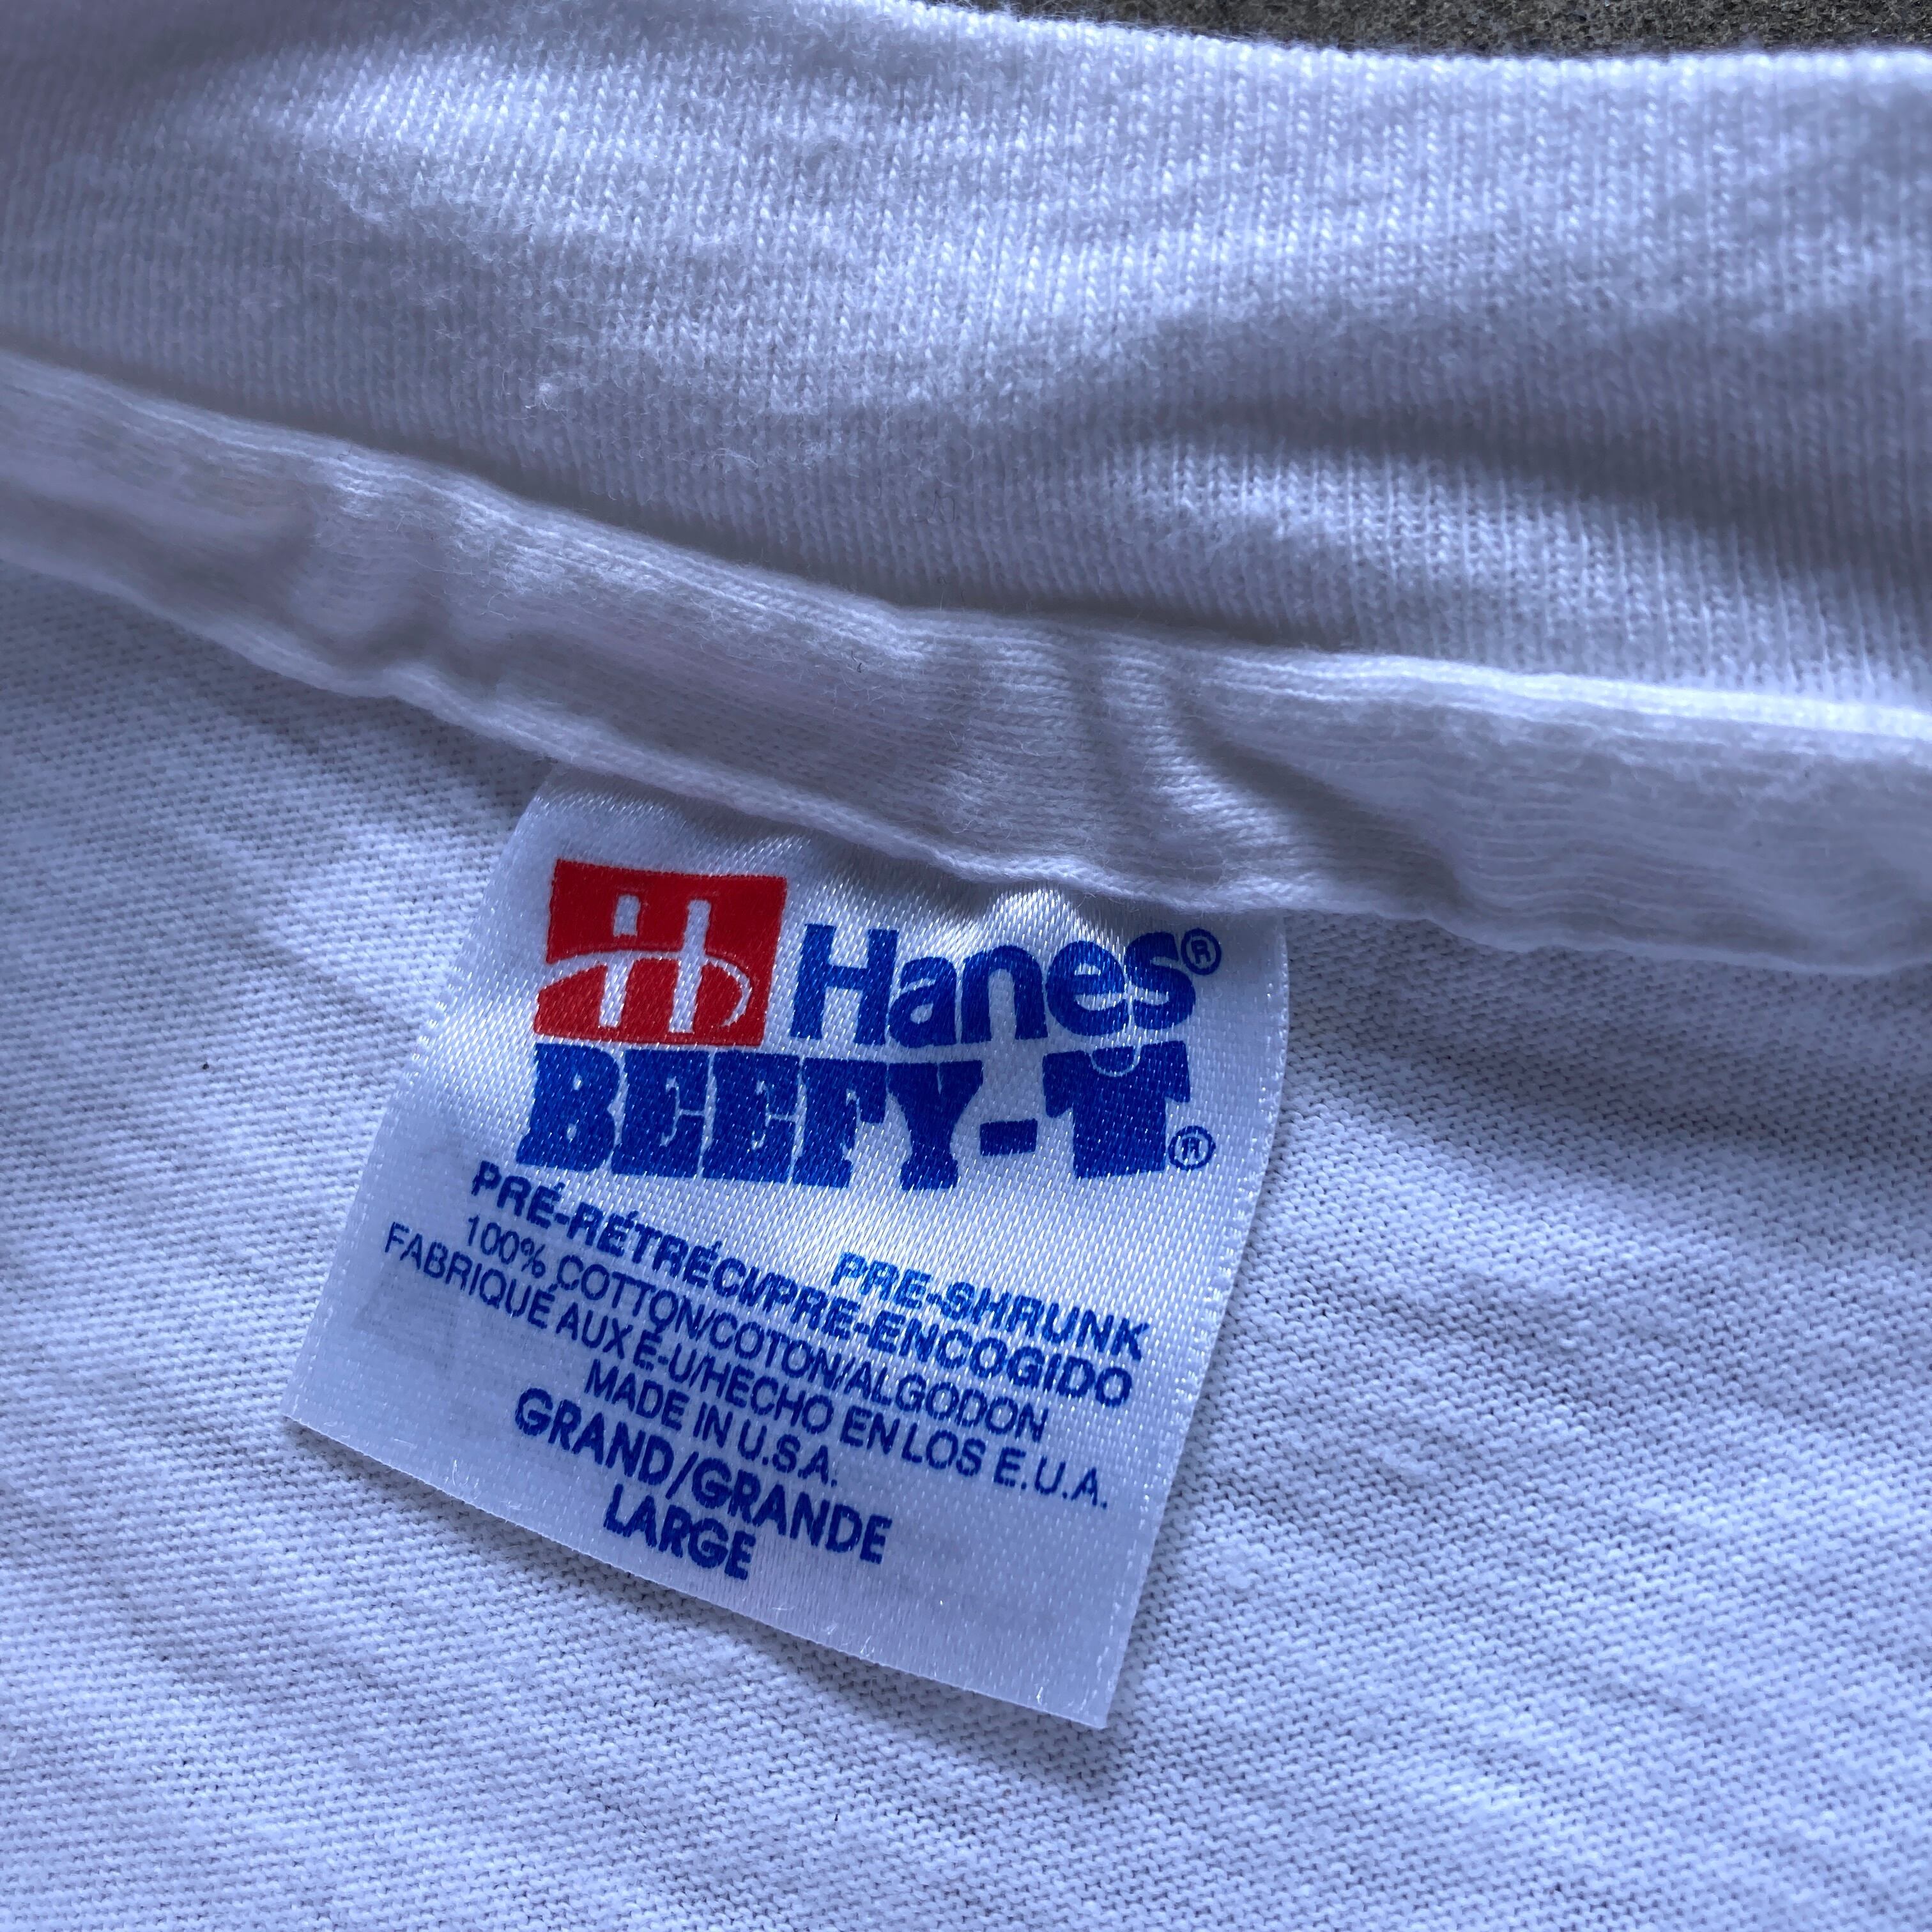 H Hanes®
BEEFY-T®
PRE-SHRUNK
PRÉ-RÉTRÉCI/PRE-ENCOGIDO
100% COTTON/COTON/ALGODON
FABRIQUÉ AUX É-U/HECHO EN LOS E.U.A.
MADE IN U.S.A.
GRAND/GRANDE
LARGE